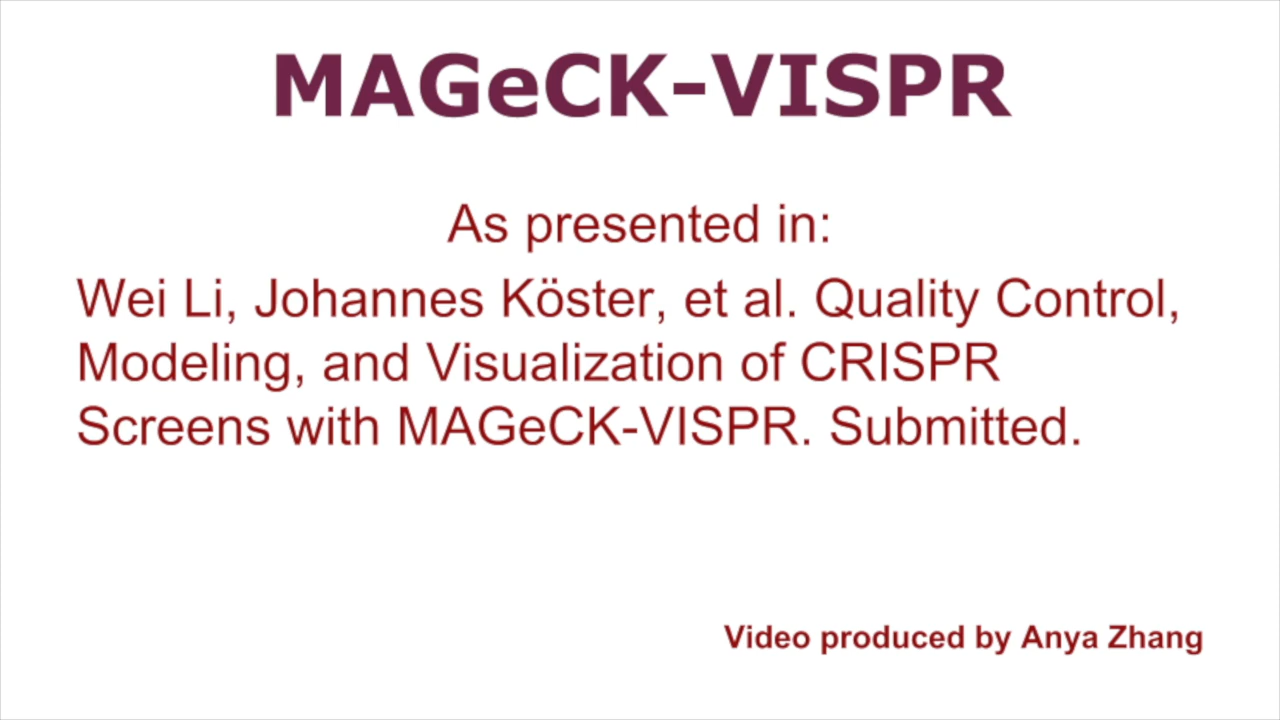 MAGeCK-VISPR
As presented in:
Wei Li, Johannes Köster, et al. Quality Control,
Modeling, and Visualization of CRISPR
Screens with MAGeCK-VISPR. Submitted.
Video produced by Anya Zhang